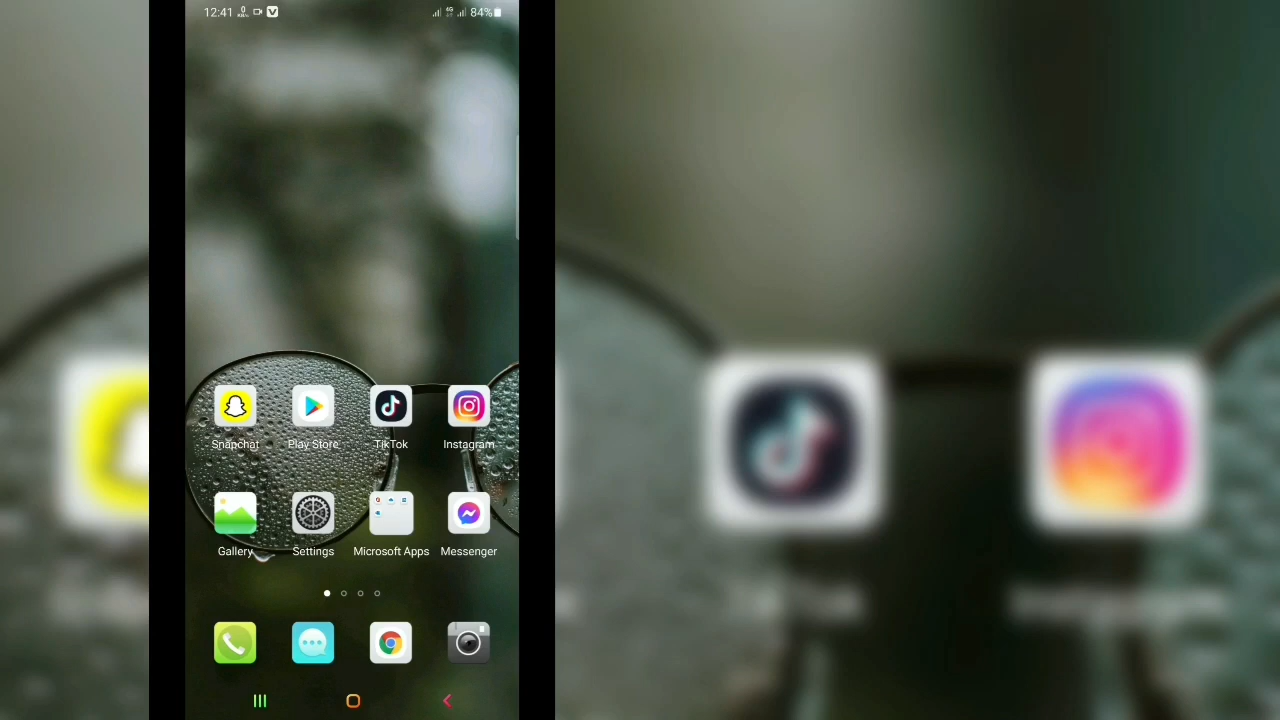 12:41 84%
Snapchat Play Store TikTok Instagram
Gallery Settings Microsoft Apps Messenger